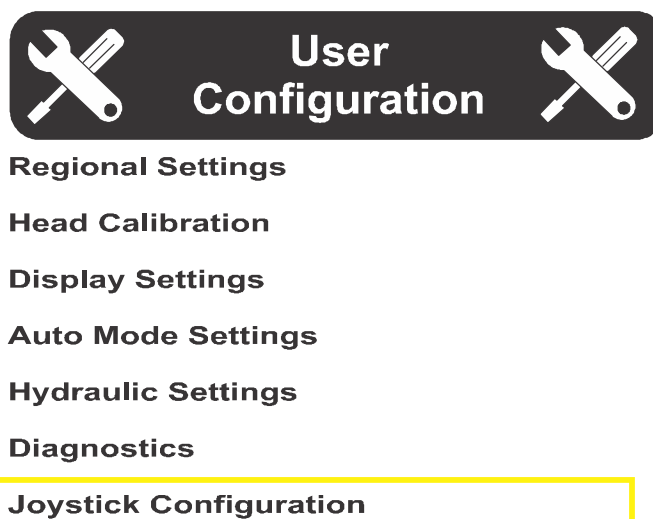 User
Configuration
Regional Settings
Head Calibration
Display Settings
Auto Mode Settings
Hydraulic Settings
Diagnostics
Joystick Configuration